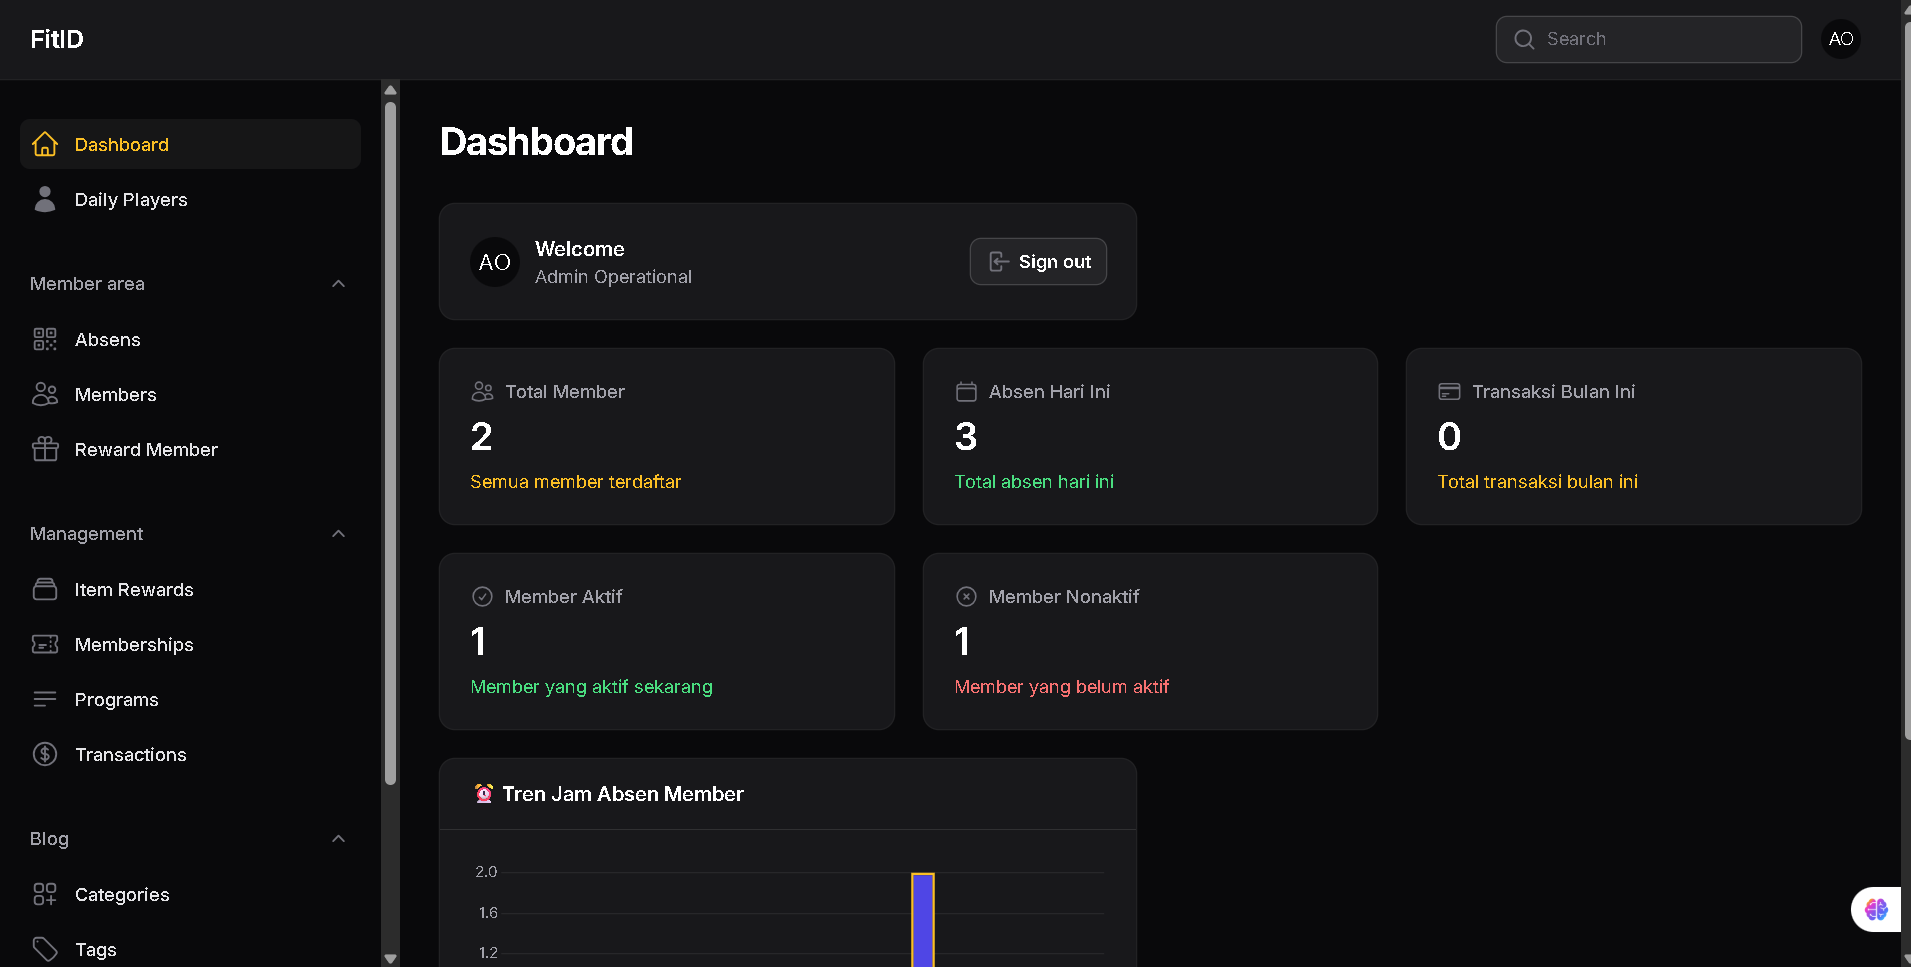 FitID
Search
AO
Dashboard
Daily Players
Member area
Absens
Members
Reward Member
Management
Item Rewards
Memberships
Programs
Transactions
Blog
Categories
Tags
Dashboard
AO
Welcome
Admin Operational
Sign out
Total Member
2
Semua member terdaftar
Absen Hari Ini
3
Total absen hari ini
Transaksi Bulan Ini
0
Total transaksi bulan ini
Member Aktif
1
Member yang aktif sekarang
Member Nonaktif
1
Member yang belum aktif
⏰ Tren Jam Absen Member
2.0
1.6
1.2